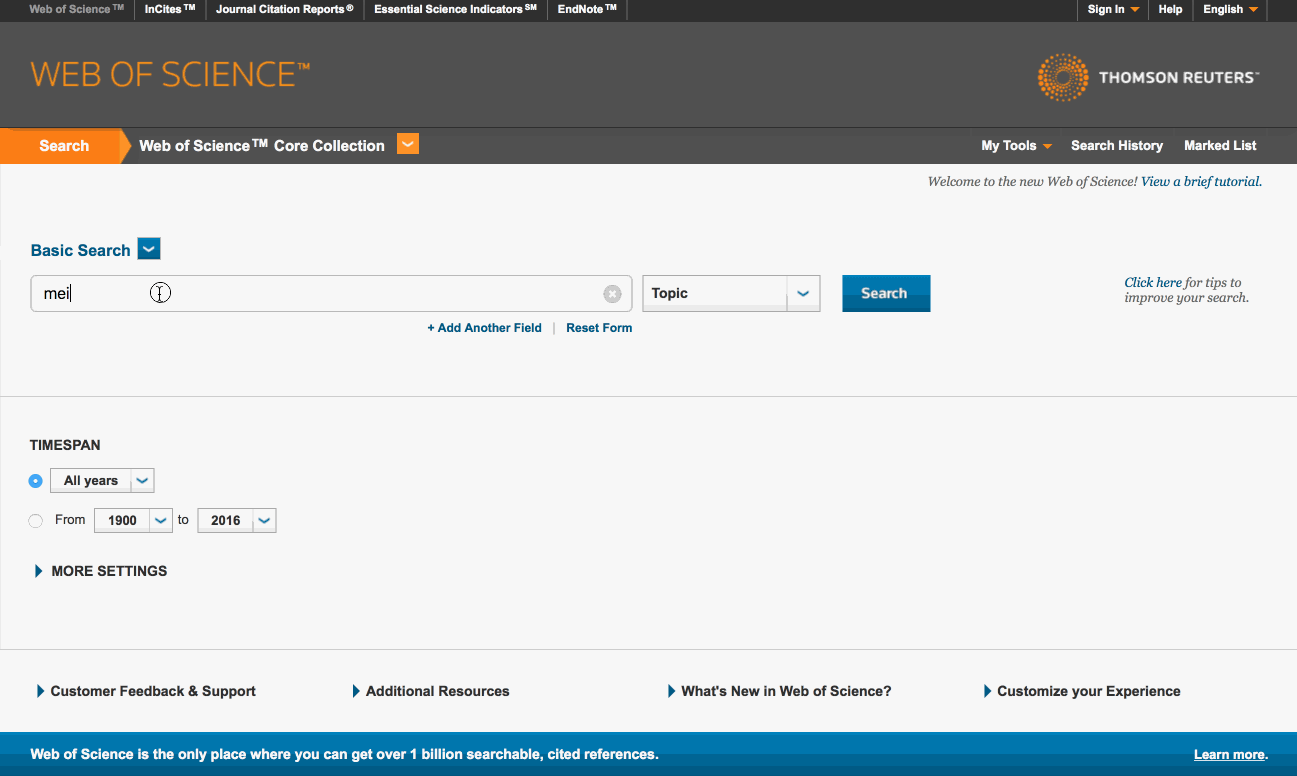 Web of Science™ InCites™ Journal Citation Reports® Essential Science Indicators℠ EndNote™ Sign In Help English
WEB OF SCIENCE™
THOMSON REUTERS™
Search Web of Science™ Core Collection My Tools Search History Marked List
Welcome to the new Web of Science! View a brief tutorial.
Basic Search
mei Topic Search
Click here for tips to
improve your search.
+ Add Another Field | Reset Form
TIMESPAN
All years
From 1900 to 2016
MORE SETTINGS
Customer Feedback & Support Additional Resources What's New in Web of Science? Customize your Experience
Web of Science is the only place where you can get over 1 billion searchable, cited references. Learn more.